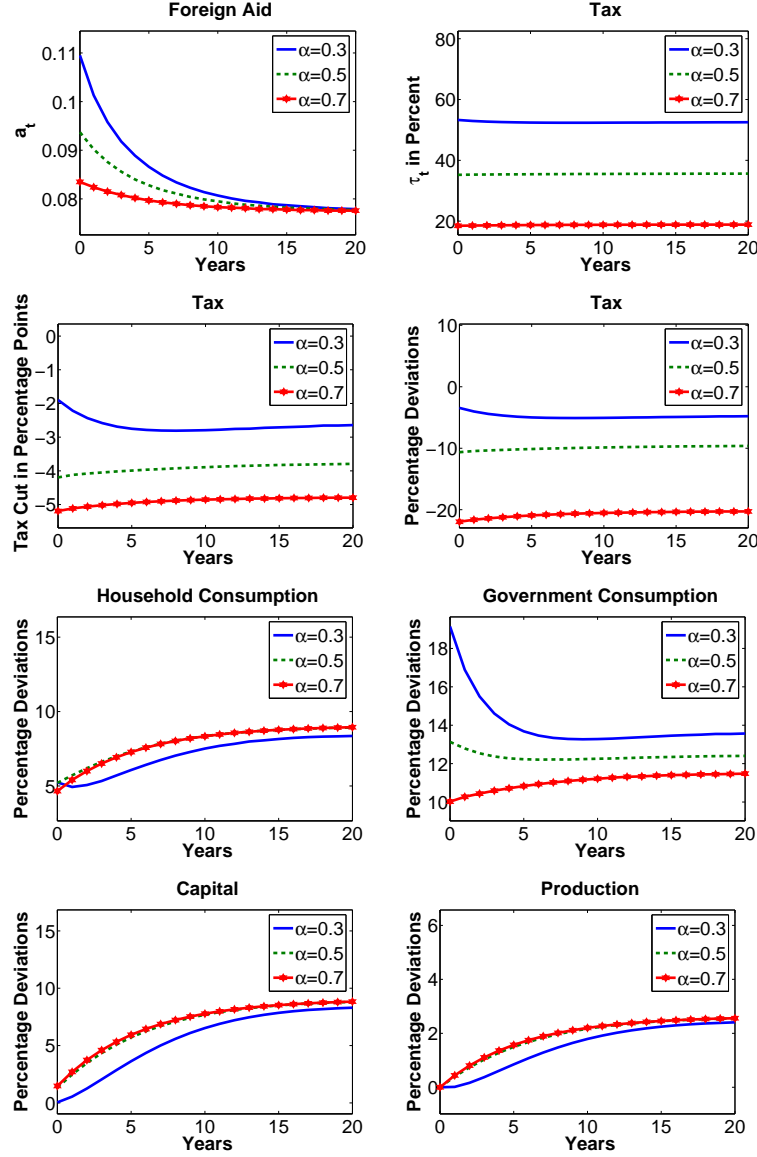 Foreign Aid
a_t
0.11
0.1
0.09
0.08
0 5 10 15 20
Years
α=0.3
α=0.5
α=0.7
Tax
τ_t in Percent
80
60
40
20
0 5 10 15 20
Years
α=0.3
α=0.5
α=0.7
Tax
Tax Cut in Percentage Points
0
−1
−2
−3
−4
−5
0 5 10 15 20
Years
α=0.3
α=0.5
α=0.7
Tax
Percentage Deviations
10
0
−10
−20
0 5 10 15 20
Years
α=0.3
α=0.5
α=0.7
Household Consumption
Percentage Deviations
15
10
5
0 5 10 15 20
Years
α=0.3
α=0.5
α=0.7
Government Consumption
Percentage Deviations
18
16
14
12
10
0 5 10 15 20
Years
α=0.3
α=0.5
α=0.7
Capital
Percentage Deviations
15
10
5
0
0 5 10 15 20
Years
α=0.3
α=0.5
α=0.7
Production
Percentage Deviations
6
4
2
0
0 5 10 15 20
Years
α=0.3
α=0.5
α=0.7